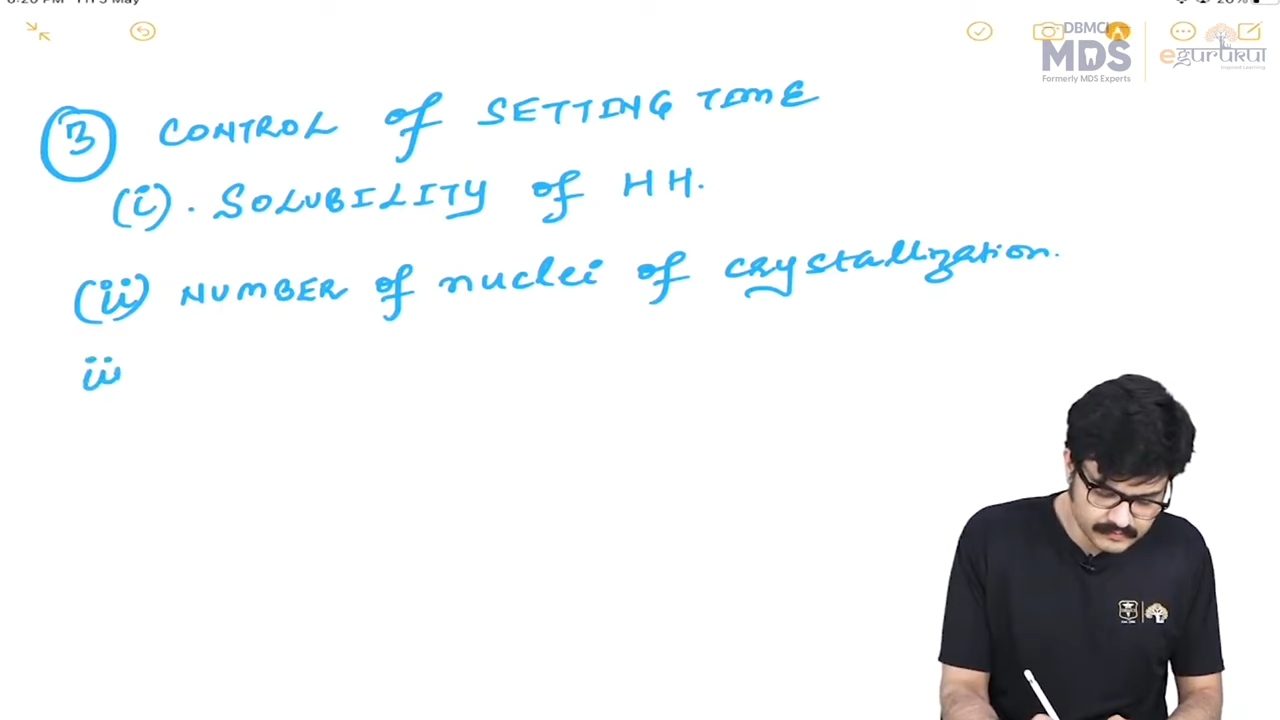 DBMCI
MDS
Formerly MDS Experts
egurukul
3 CONTROL of SETTING TIME
(i). SOLUBILITY of HH.
(ii) NUMBER of nuclei of crystallization.
iii